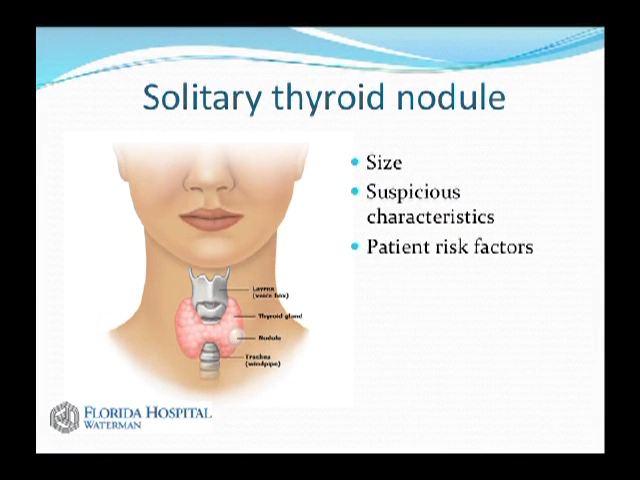 Solitary thyroid nodule
Size
Suspicious
characteristics
Patient risk factors
Larynx
(voice box)
Thyroid gland
Nodule
Trachea
(windpipe)
FLORIDA HOSPITAL
WATERMAN